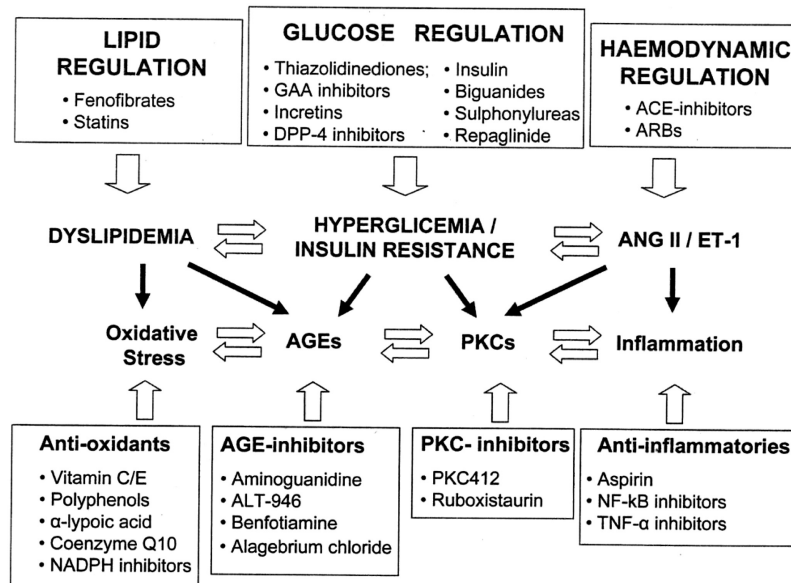 LIPID
REGULATION
• Fenofibrates
• Statins
GLUCOSE REGULATION
• Thiazolidinediones;
• GAA inhibitors
• Incretins
• DPP-4 inhibitors
• Insulin
• Biguanides
• Sulphonylureas
• Repaglinide
HAEMODYNAMIC
REGULATION
• ACE-inhibitors
• ARBs
DYSLIPIDEMIA
HYPERGLICEMIA /
INSULIN RESISTANCE
ANG II / ET-1
Oxidative
Stress
AGEs
PKCs
Inflammation
Anti-oxidants
• Vitamin C/E
• Polyphenols
• α-lypoic acid
• Coenzyme Q10
• NADPH inhibitors
AGE-inhibitors
• Aminoguanidine
• ALT-946
• Benfotiamine
• Alagebrium chloride
PKC- inhibitors
• PKC412
• Ruboxistaurin
Anti-inflammatories
• Aspirin
• NF-kB inhibitors
• TNF-α inhibitors